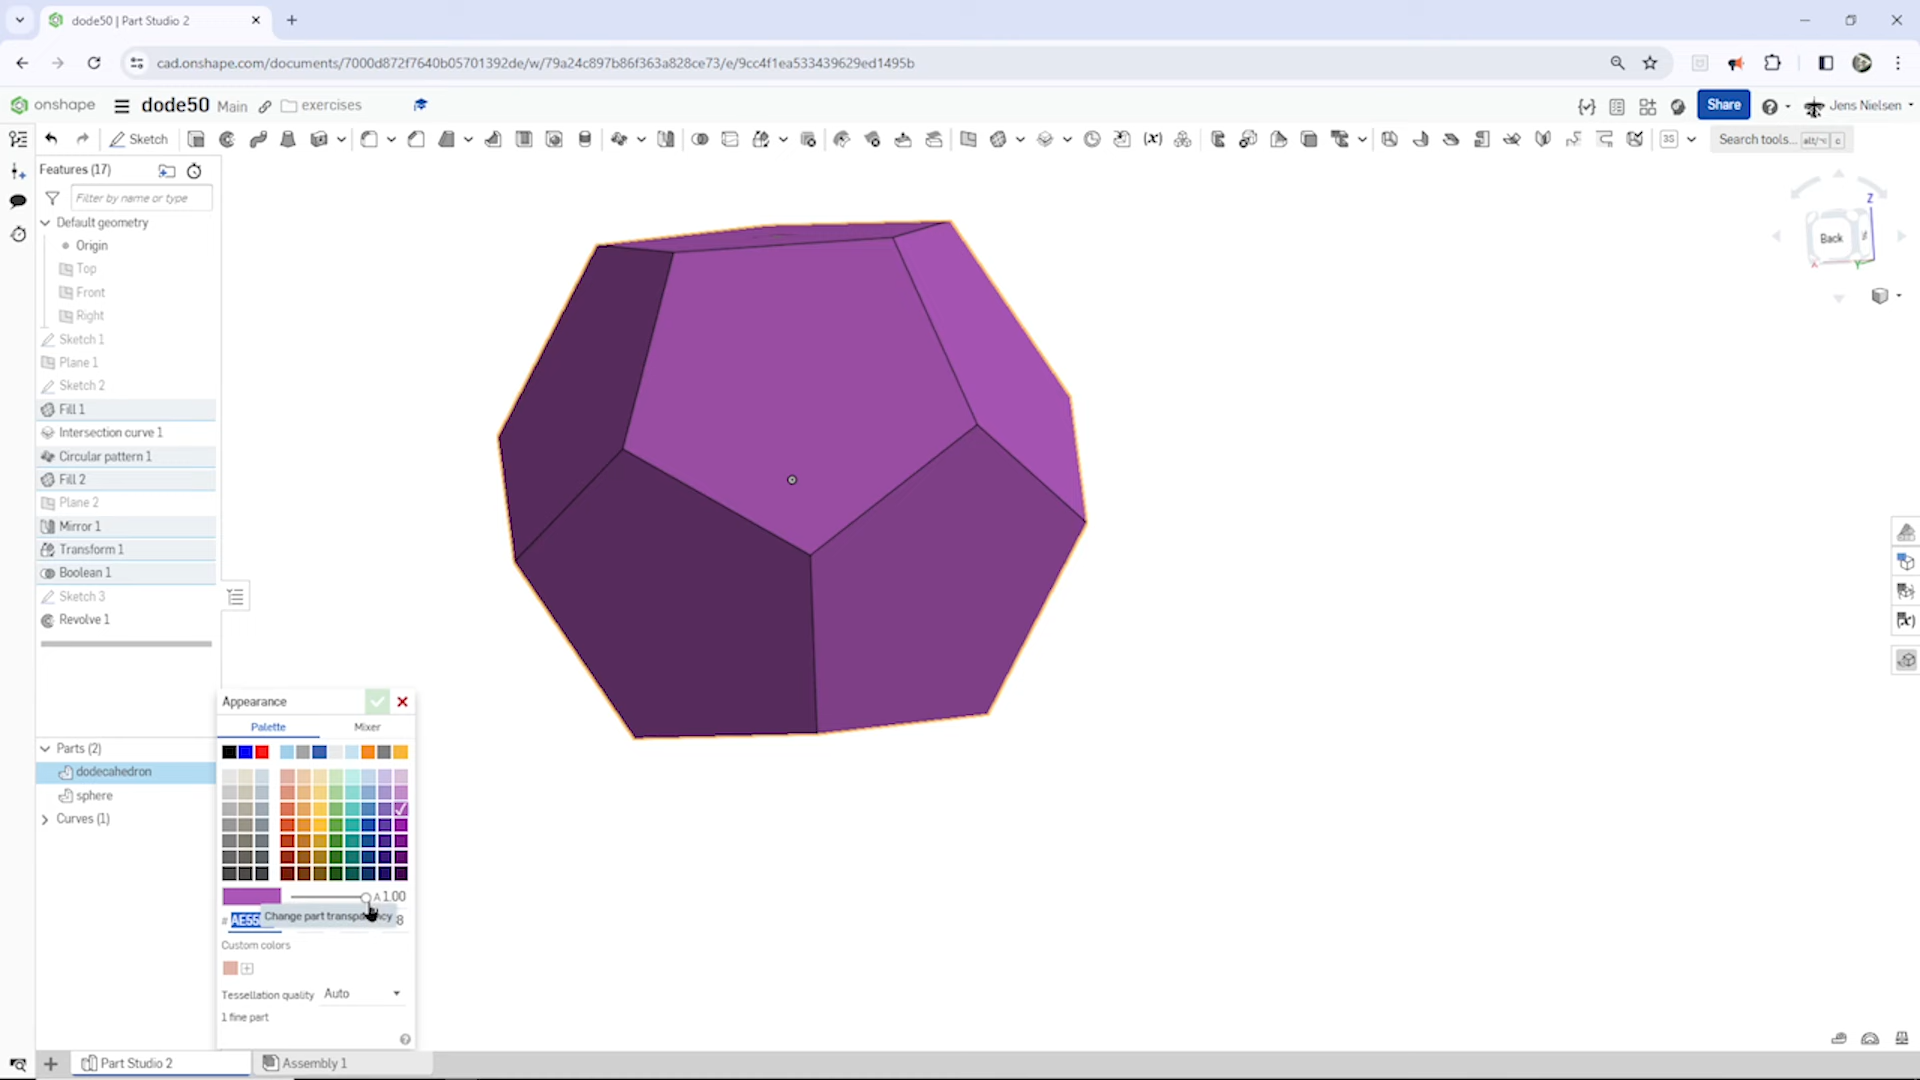 dode50 | Part Studio 2
cad.onshape.com/documents/7000d872f7640b05701392de/w/79a24c897b86f363a828ce73/e/9cc4f1ea533439629ed1495b
onshape dode50 Main exercises Share Jens Nielsen
Sketch Search tools... alt/⌥ c
Features (17)
Filter by name or type
Default geometry
Origin
Top
Front
Right
Sketch 1
Plane 1
Sketch 2
Fill 1
Intersection curve 1
Circular pattern 1
Fill 2
Plane 2
Mirror 1
Transform 1
Boolean 1
Sketch 3
Revolve 1
Z
Back
X Y
Appearance
Palette Mixer
Parts (2)
dodecahedron
sphere
Curves (1)
A 1.00
# AE55 8
Change part transparency
Custom colors
Tessellation quality Auto
1 fine part
Part Studio 2 Assembly 1